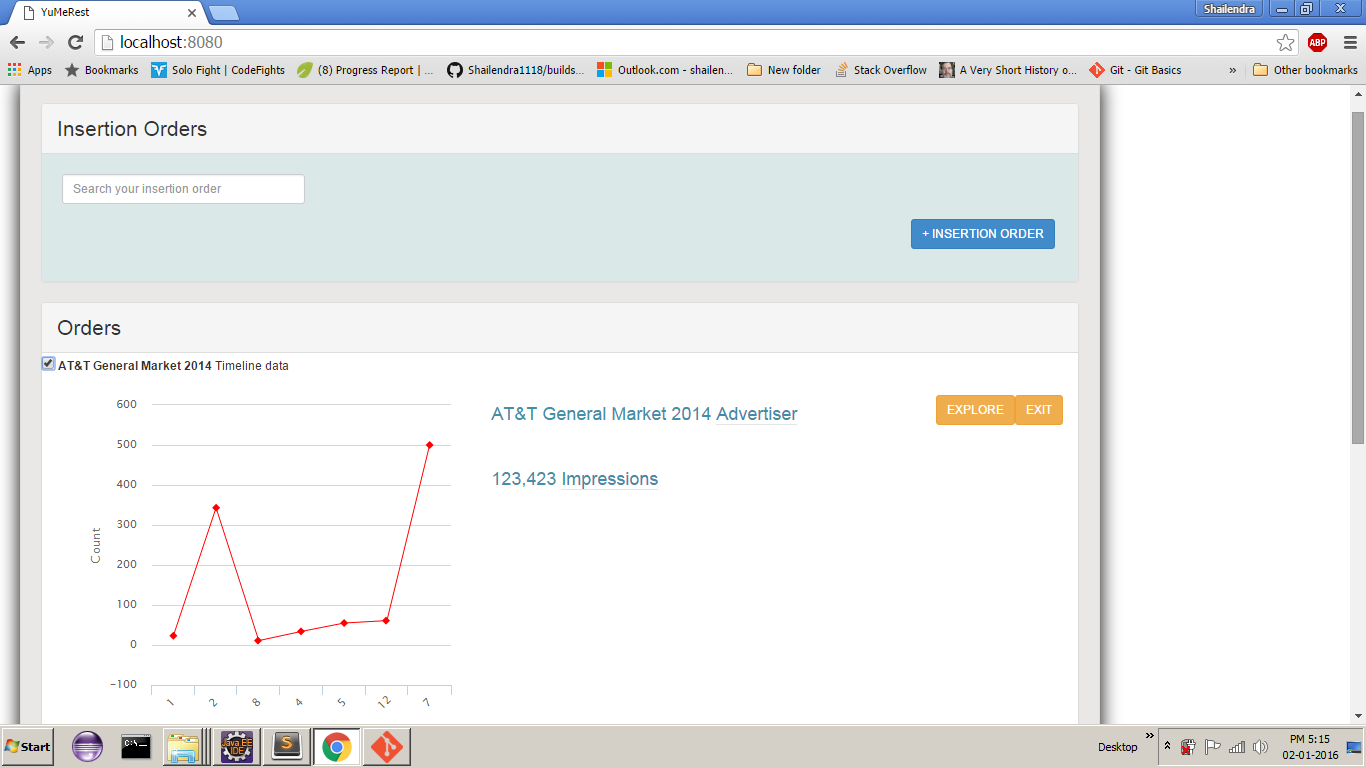 YuMeRest
Shailendra
localhost:8080
ABP
Apps
Bookmarks
Solo Fight | CodeFights
(8) Progress Report | ...
Shailendra1118/builds...
Outlook.com - shailen...
New folder
Stack Overflow
A Very Short History o...
Git - Git Basics
»
Other bookmarks
Insertion Orders
Search your insertion order
+ INSERTION ORDER
Orders
AT&T General Market 2014 Timeline data
600
500
400
300
200
100
0
−100
Count
1
2
8
4
5
12
7
AT&T General Market 2014 Advertiser
123,423 Impressions
EXPLORE
EXIT
Start
C:\_
Java EE
IDE
S
Desktop
»
PM 5:15
02-01-2016